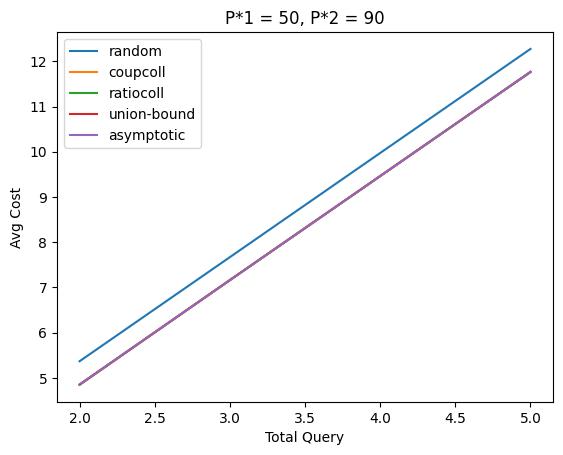 P*1 = 50, P*2 = 90
random
coupcoll
ratiocoll
union-bound
asymptotic
12
11
10
9
8
7
6
5
Avg Cost
2.0 2.5 3.0 3.5 4.0 4.5 5.0
Total Query